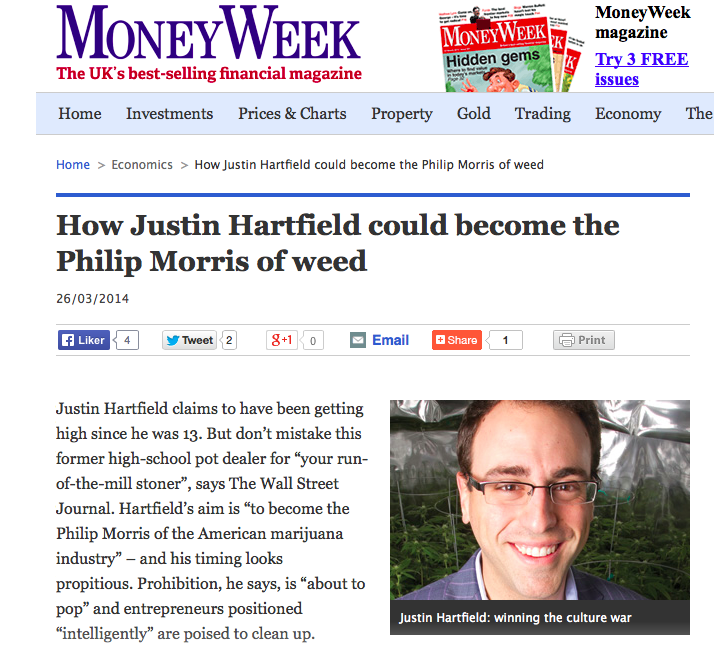 MONEYWEEK
The UK's best-selling financial magazine
MONEYWEEK
Hidden gems
MoneyWeek
magazine
Try 3 FREE
issues
Home Investments Prices & Charts Property Gold Trading Economy The
Home > Economics > How Justin Hartfield could become the Philip Morris of weed
How Justin Hartfield could become the
Philip Morris of weed
26/03/2014
Liker 4 Tweet 2 g+1 0 Email Share 1 Print
Justin Hartfield claims to have been getting
high since he was 13. But don’t mistake this
former high-school pot dealer for “your run-
of-the-mill stoner”, says The Wall Street
Journal. Hartfield’s aim is “to become the
Philip Morris of the American marijuana
industry” – and his timing looks
propitious. Prohibition, he says, is “about to
pop” and entrepreneurs positioned
“intelligently” are poised to clean up.
Justin Hartfield: winning the culture war